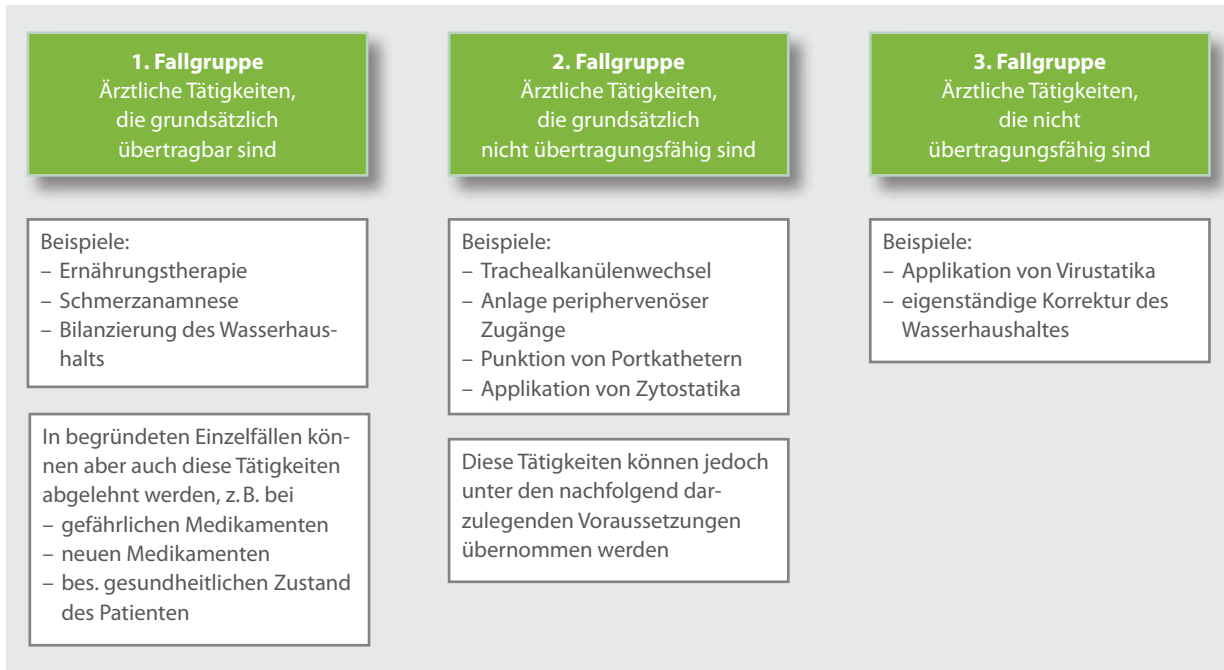 1. Fallgruppe
Ärztliche Tätigkeiten,
die grundsätzlich
übertragbar sind
Beispiele:
– Ernährungstherapie
– Schmerzanamnese
– Bilanzierung des Wasserhaus-
halts
In begründeten Einzelfällen kön-
nen aber auch diese Tätigkeiten
abgelehnt werden, z. B. bei
– gefährlichen Medikamenten
– neuen Medikamenten
– bes. gesundheitlichen Zustand
des Patienten
2. Fallgruppe
Ärztliche Tätigkeiten,
die grundsätzlich
nicht übertragungsfähig sind
Beispiele:
– Trachealkanülenwechsel
– Anlage periphervenöser
Zugänge
– Punktion von Portkathetern
– Applikation von Zytostatika
Diese Tätigkeiten können jedoch
unter den nachfolgend dar-
zulegenden Voraussetzungen
übernommen werden
3. Fallgruppe
Ärztliche Tätigkeiten,
die nicht
übertragungsfähig sind
Beispiele:
– Applikation von Virustatika
– eigenständige Korrektur des
Wasserhaushaltes